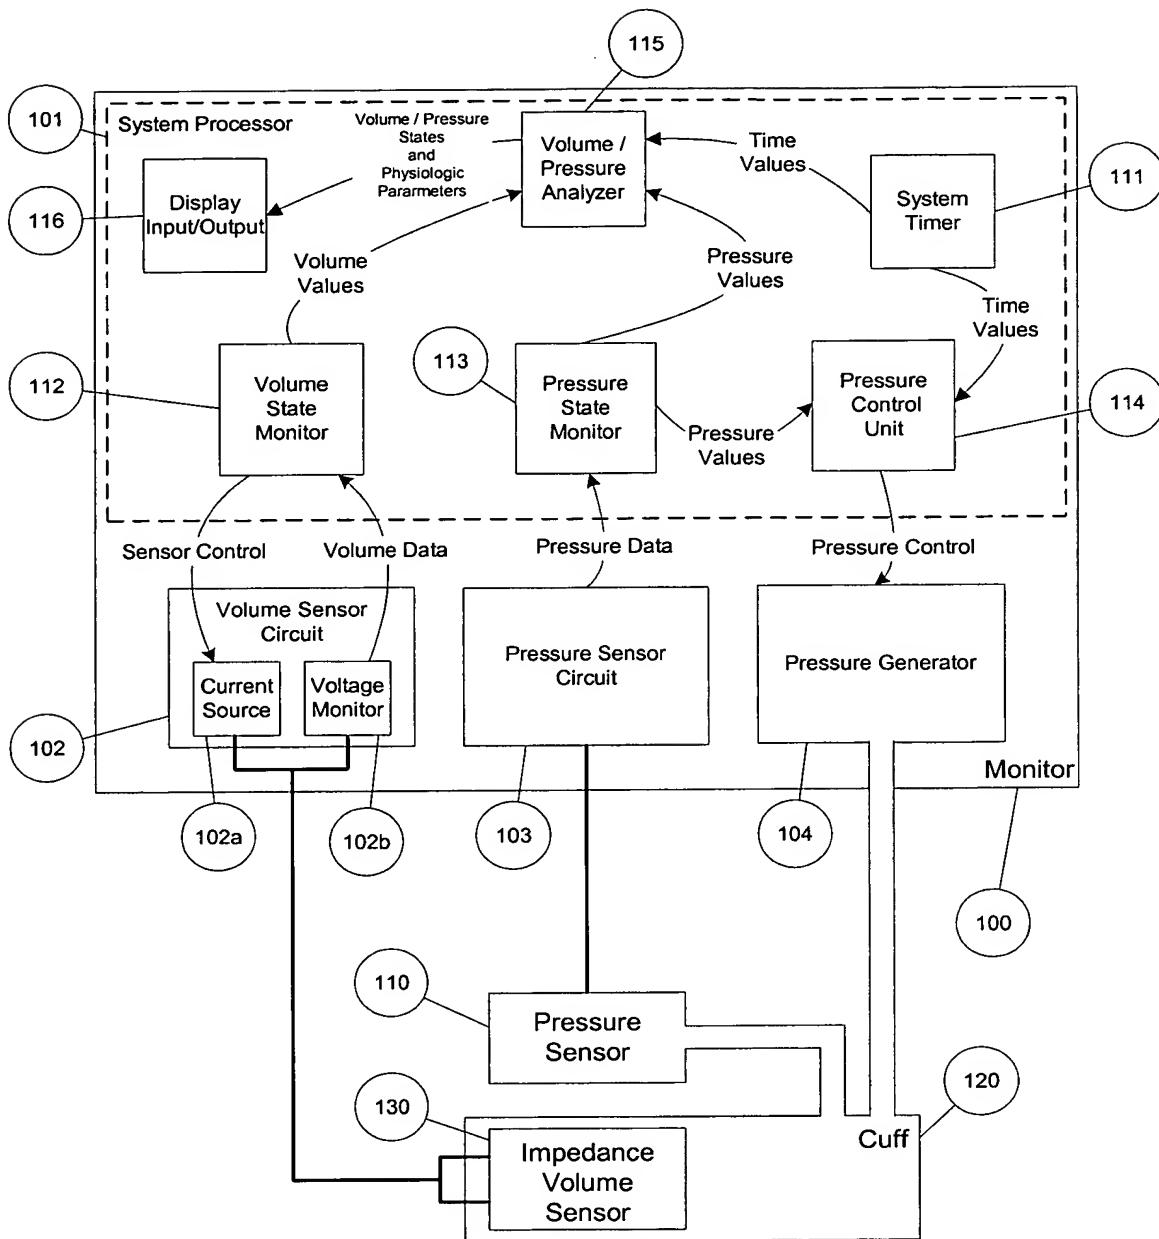 115
101
System Processor
Volume / Pressure
States
and
Physiologic
Pararmeters
Volume /
Pressure
Analyzer
Time
Values
111
116
Display
Input/Output
System
Timer
Volume
Values
Pressure
Values
Time
Values
112
Volume
State
Monitor
113
Pressure
State
Monitor
Pressure
Values
Pressure
Control
Unit
114
Sensor Control
Volume Data
Pressure Data
Pressure Control
Volume Sensor
Circuit
Current
Source
Voltage
Monitor
Pressure Sensor
Circuit
Pressure Generator
102
Monitor
102a
102b
103
104
100
110
Pressure
Sensor
120
130
Cuff
Impedance
Volume
Sensor